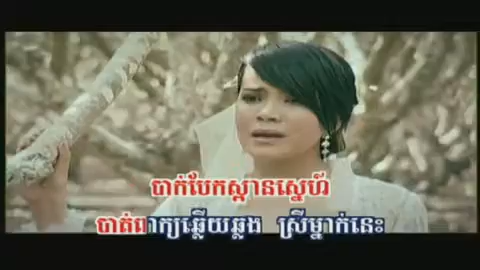 បាក់បែកស្ពានស្នេហ៍
បាត់ពាក្យឆ្លើយឆ្លង ស្រីម្នាក់នេះ